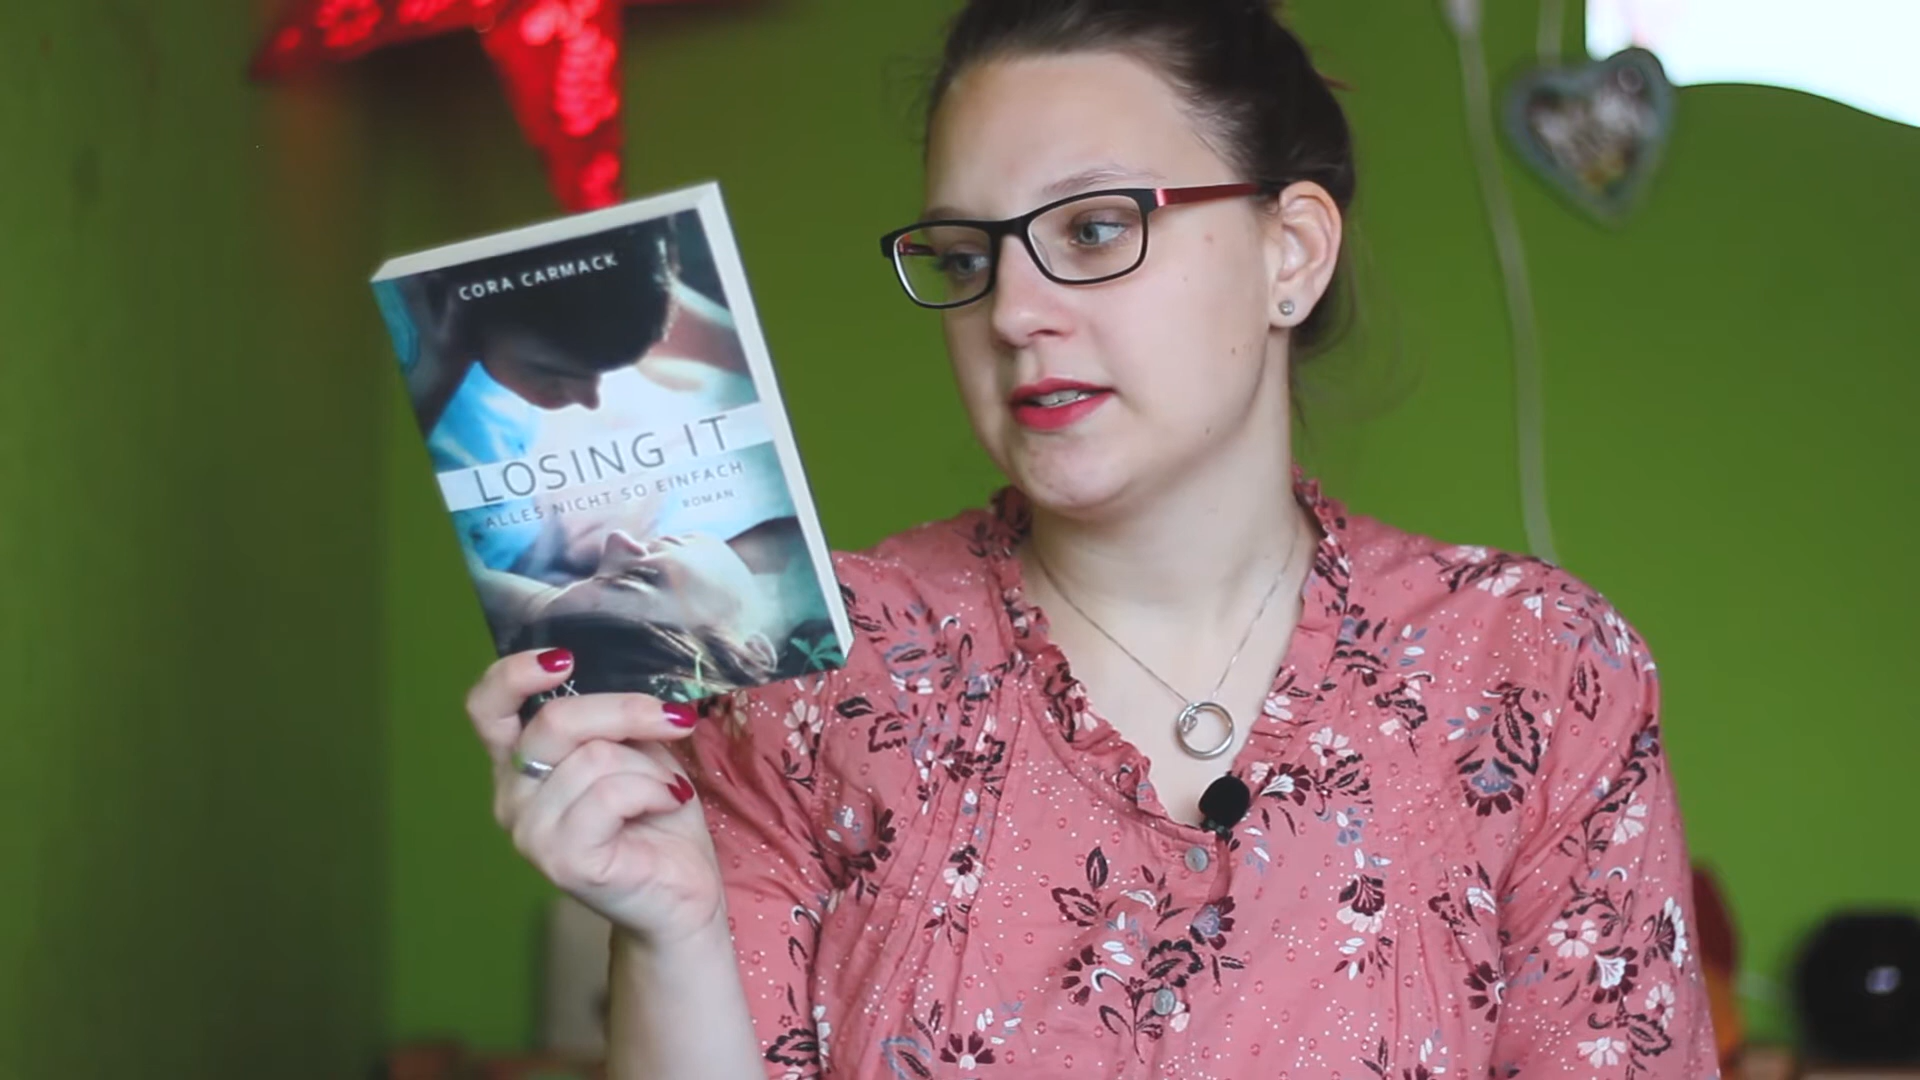 CORA CARMACK
LOSING IT
ALLES NICHT SO EINFACH
ROMAN